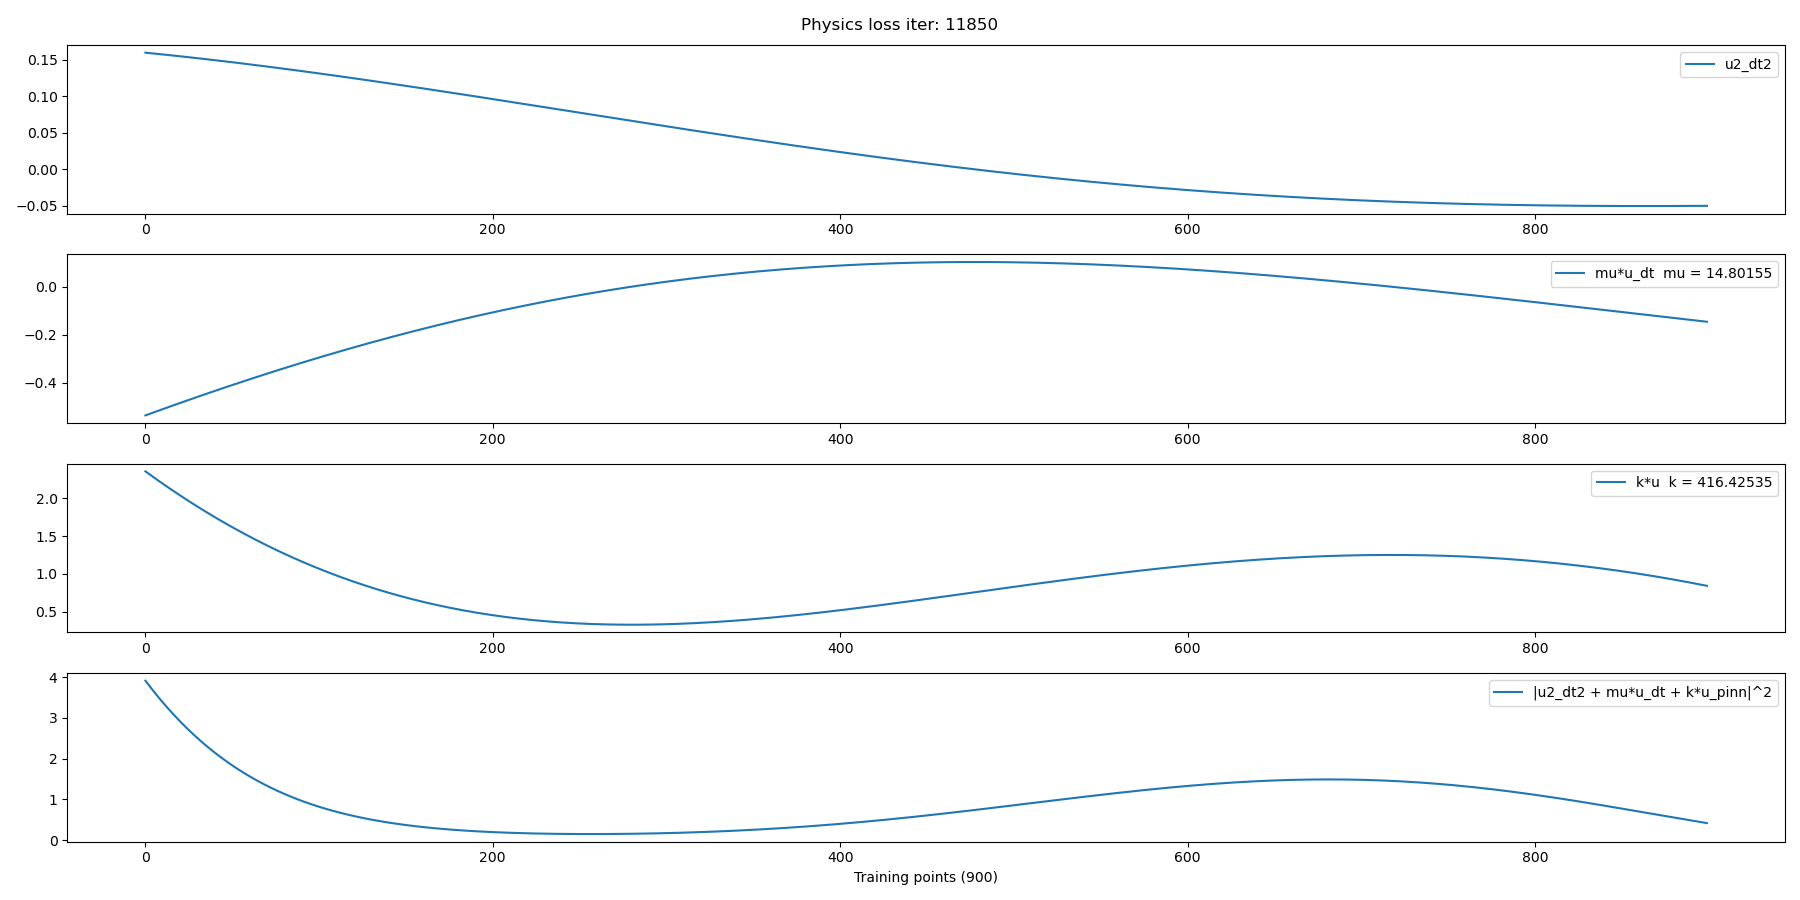 Physics loss iter: 11850
0.15
0.10
0.05
0.00
−0.05
u2_dt2
0 200 400 600 800
0.0
−0.2
−0.4
mu*u_dt  mu = 14.80155
0 200 400 600 800
2.0
1.5
1.0
0.5
k*u  k = 416.42535
0 200 400 600 800
4
3
2
1
0
|u2_dt2 + mu*u_dt + k*u_pinn|^2
0 200 400 600 800
Training points (900)